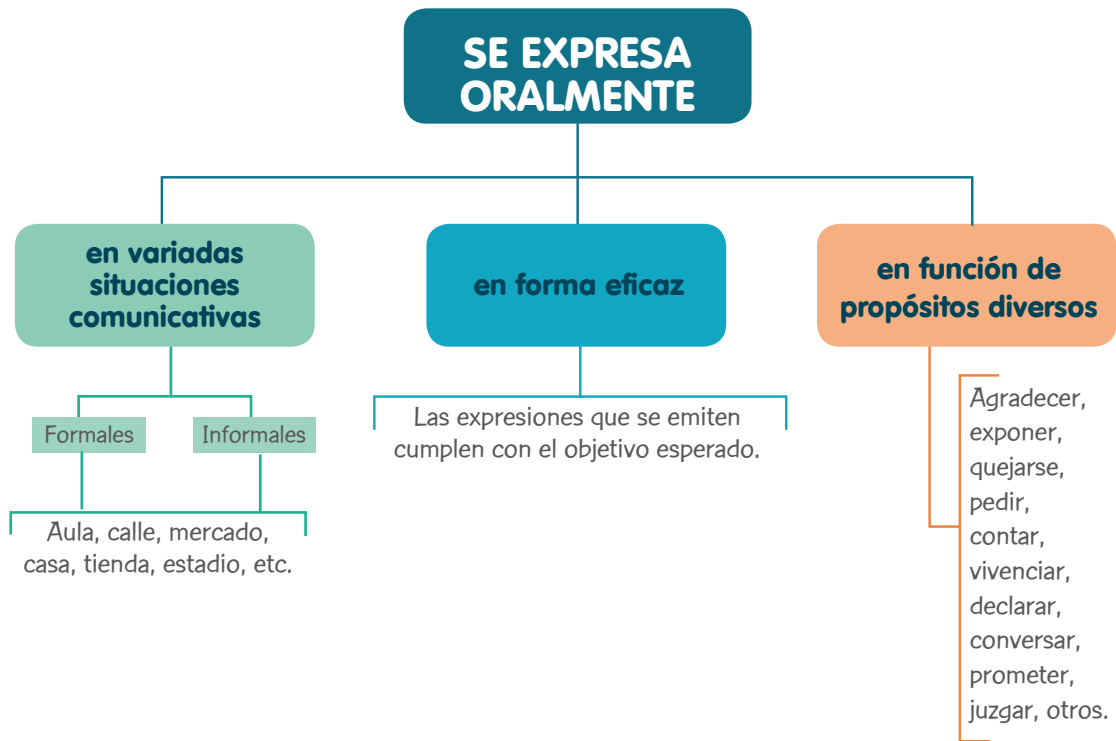 SE EXPRESA
ORALMENTE
en variadas
situaciones
comunicativas
Formales
Informales
Aula, calle, mercado,
casa, tienda, estadio, etc.
en forma eficaz
Las expresiones que se emiten
cumplen con el objetivo esperado.
en función de
propósitos diversos
Agradecer,
exponer,
quejarse,
pedir,
contar,
vivenciar,
declarar,
conversar,
prometer,
juzgar, otros.